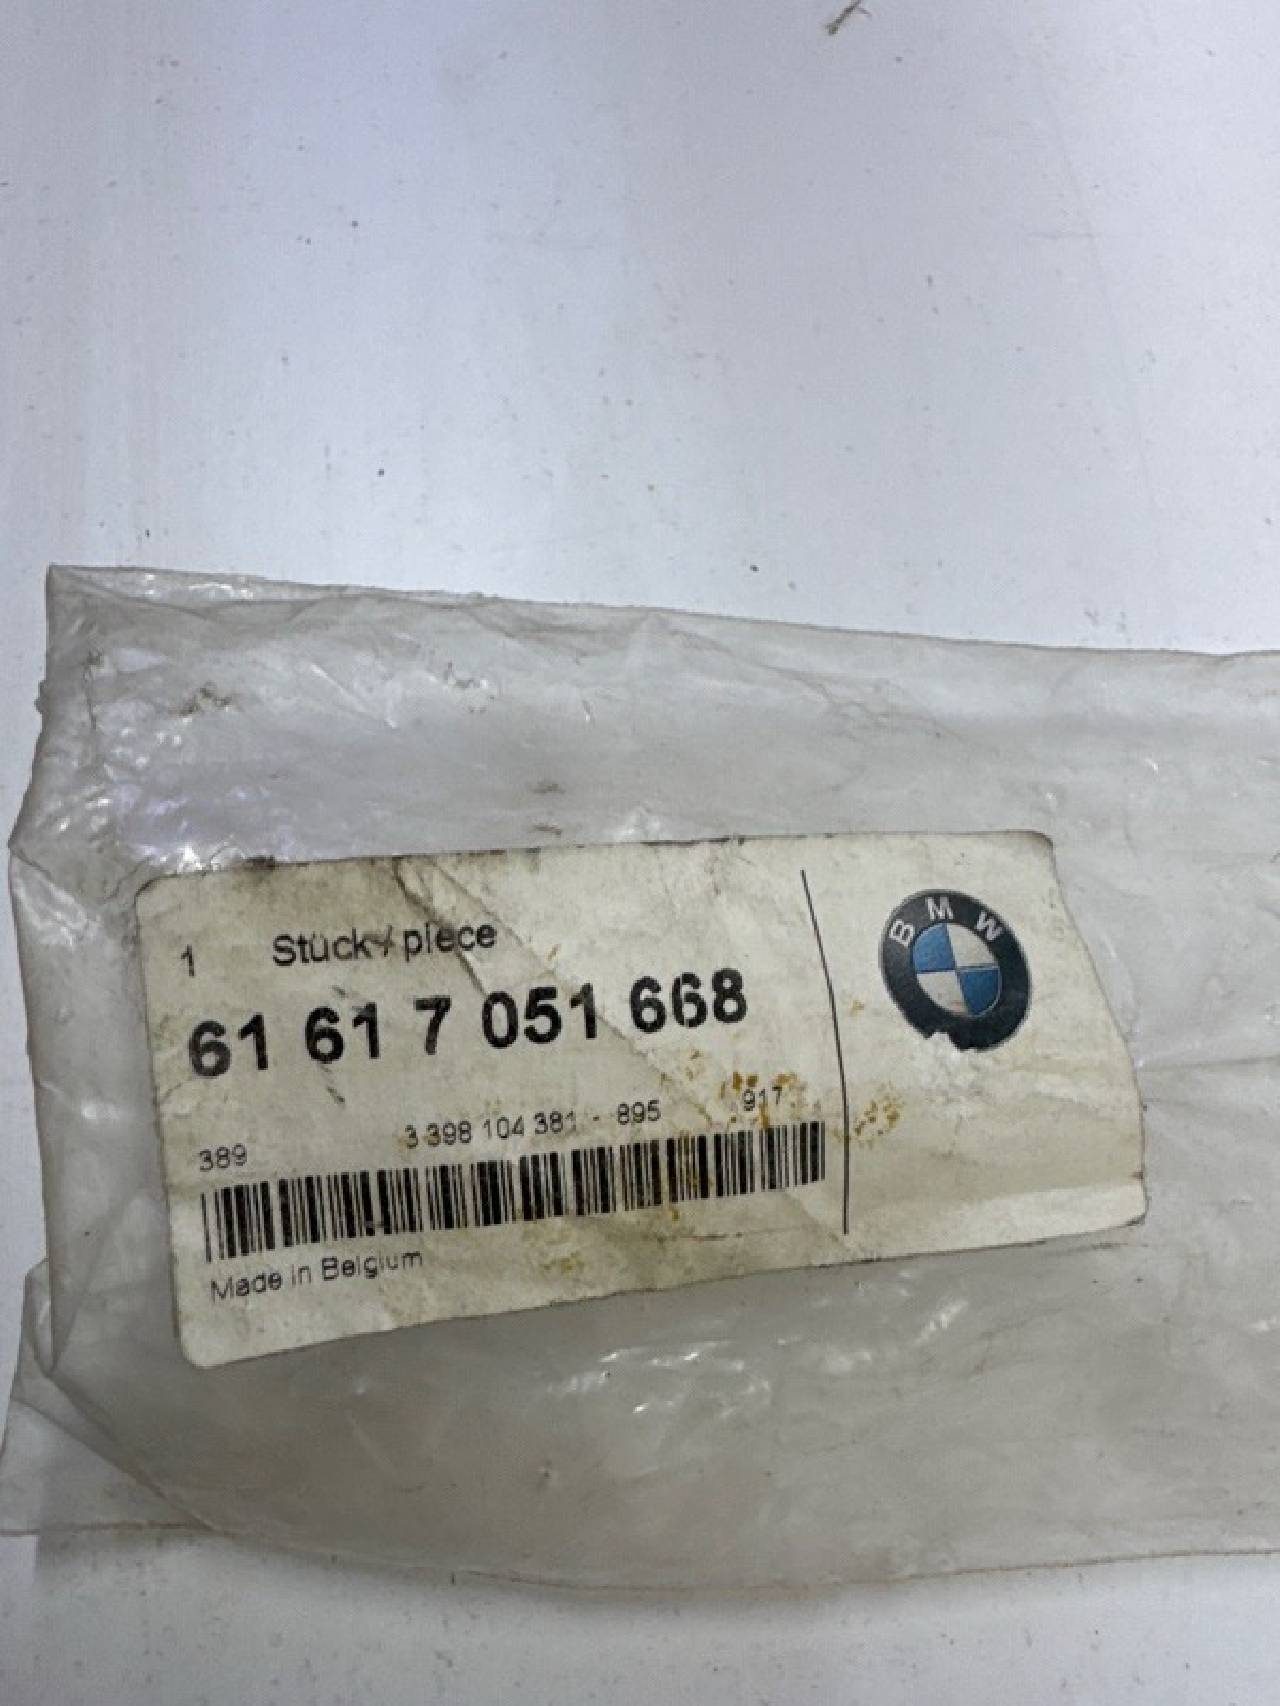 1 Stück / piece
61 61 7 051 668
BMW
389 3 398 104 381 - 895 917
Made in Belgium